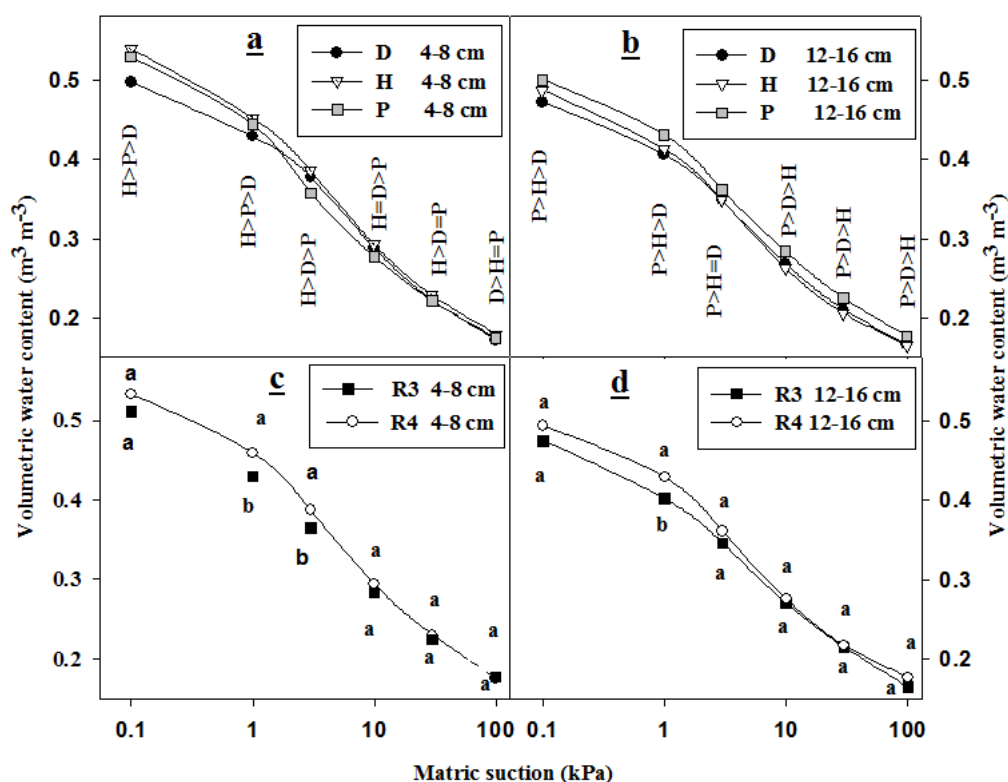 a
D 4-8 cm
H 4-8 cm
P 4-8 cm
H>P>D
H>P>D
H>D>P
H=D>P
H>D=P
D>H=P
b
D 12-16 cm
H 12-16 cm
P 12-16 cm
P>H>D
P>H>D
P>H=D
P>D>H
P>D>H
P>D>H
c
R3 4-8 cm
R4 4-8 cm
a
a
a
b
a
b
a
a
a
a
a
a
d
R3 12-16 cm
R4 12-16 cm
a
a
a
b
a
a
a
a
a
a
a
a
0.5
0.4
0.3
0.2
0.5
0.4
0.3
0.2
0.5
0.4
0.3
0.2
0.5
0.4
0.3
0.2
Volumetric water content (m³ m⁻³)
Volumetric water content (m³ m⁻³)
0.1 1 10 100
0.1 1 10 100
Matric suction (kPa)